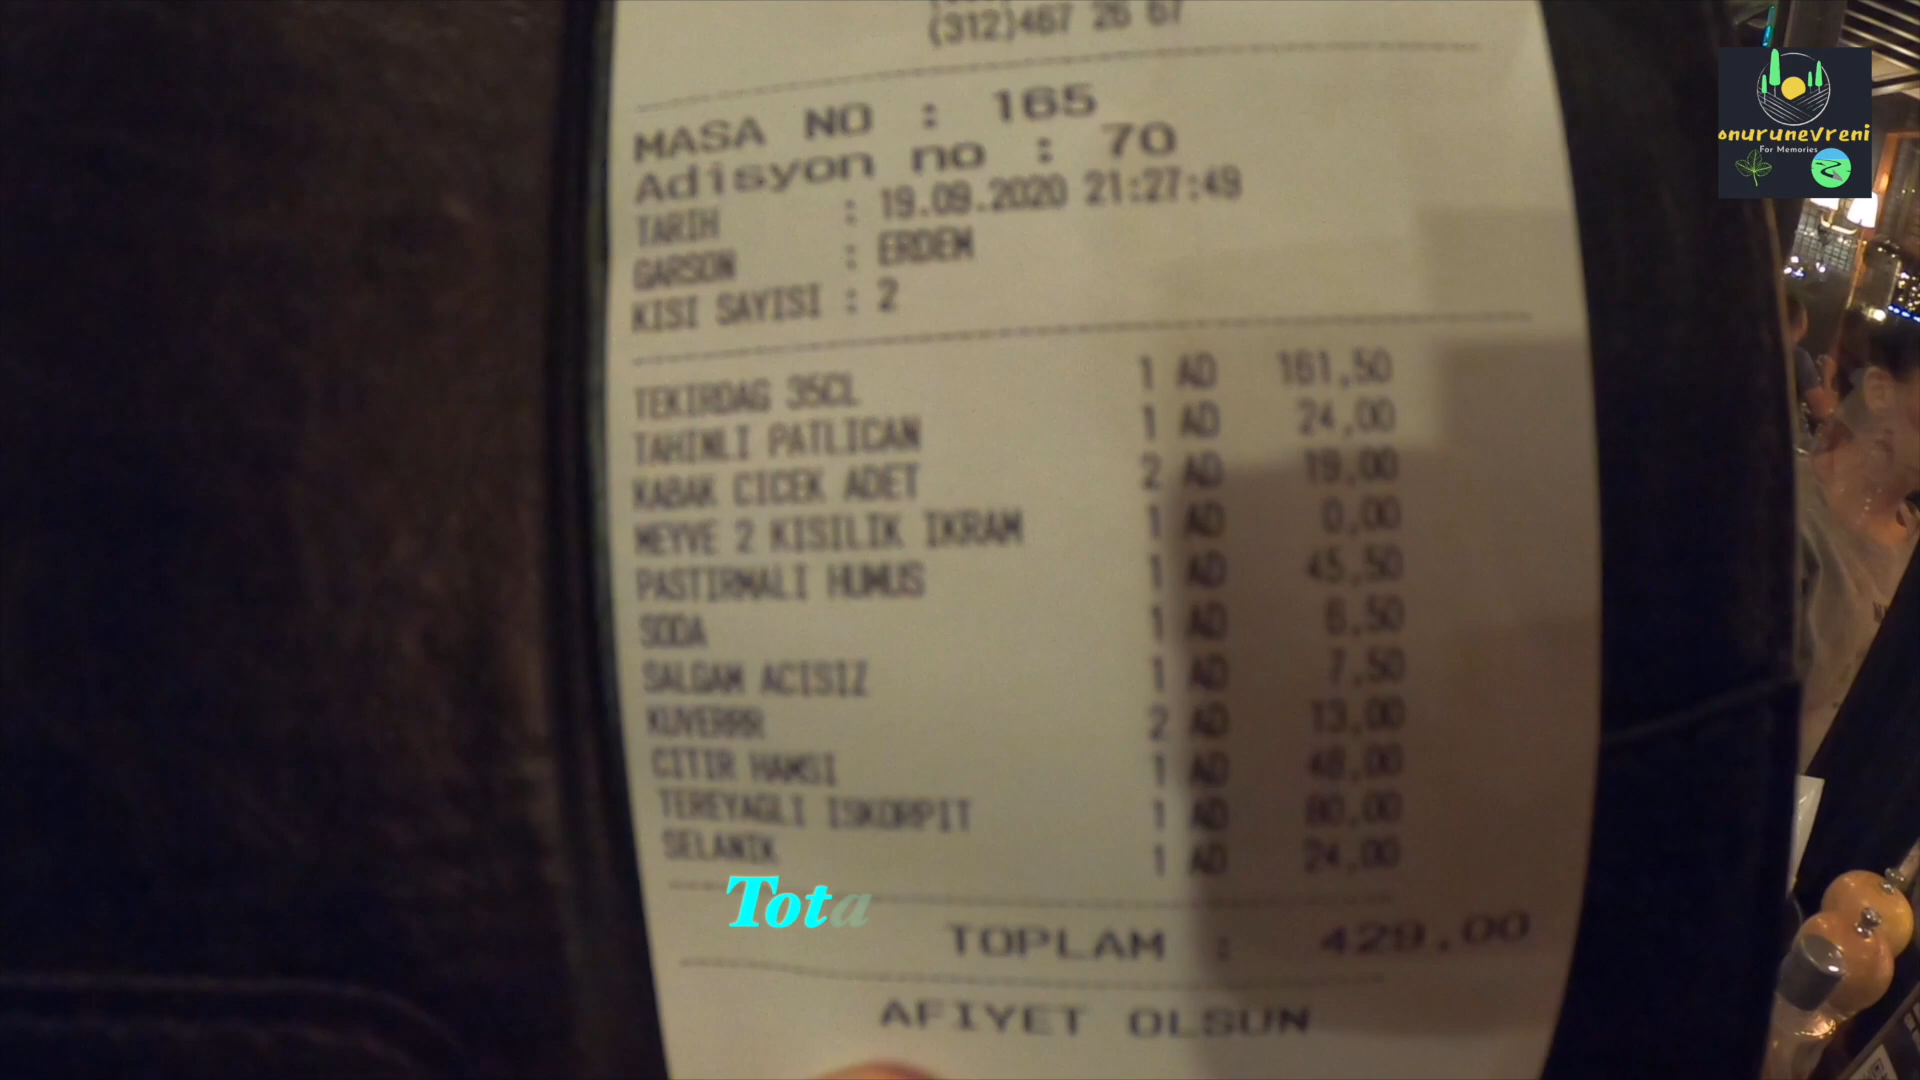 (312)467 26 67
MASA NO : 165
Adisyon no : 70
TARIH : 19.09.2020 21:27:49
GARSON : ERDEM
KISI SAYISI : 2
TEKIRDAG 35CL 1 AD 161,50
TAHINLI PATLICAN 1 AD 24,00
KABAK CICEK ADET 2 AD 19,00
MEYVE 2 KISILIK IKRAM 1 AD 0,00
PASTIRMALI HUMUS 1 AD 45,50
SODA 1 AD 6,50
SALGAM ACISIZ 1 AD 7,50
KUVERRR 2 AD 13,00
CITIR HAMSI 1 AD 48,00
TEREYAGLI ISKORPIT 1 AD 80,00
SELANIK 1 AD 24,00
Tota
TOPLAM : 429,00
AFIYET OLSUN
onurunevreni
For Memories